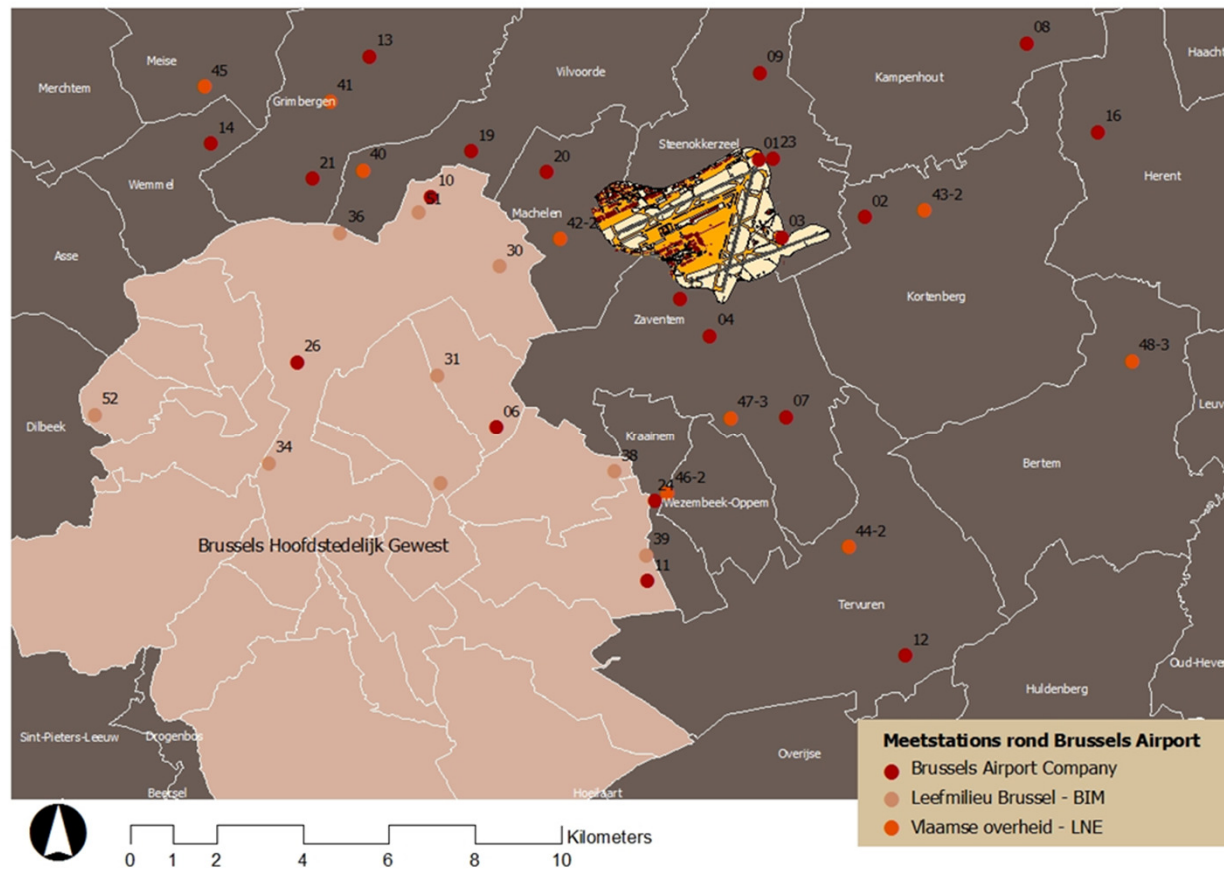 08
13
Haacht
Meise
09
Vilvoorde
Kampenhout
45
Merchtem
41
Grimbergen
16
14
19
Steenokkerzeel
0123
40
20
21
Wemmel
Herent
10
02
43-2
51
Machelen
36
42-2
03
Asse
30
Kortenberg
Zaventem
04
26
31
48-3
52
Leuv
06
47-3
07
Dilbeek
Kraainem
34
38
Bertem
46-2
24
Wezembeek-Oppem
Brussels Hoofdstedelijk Gewest
39
44-2
11
Tervuren
12
Oud-Hever
Huldenberg
Sint-Pieters-Leeuw
Drogenbos
Overijse
Beersel
Hoeilaart
Meetstations rond Brussels Airport
Brussels Airport Company
Leefmilieu Brussel - BIM
Vlaamse overheid - LNE
Kilometers
0 1 2 4 6 8 10